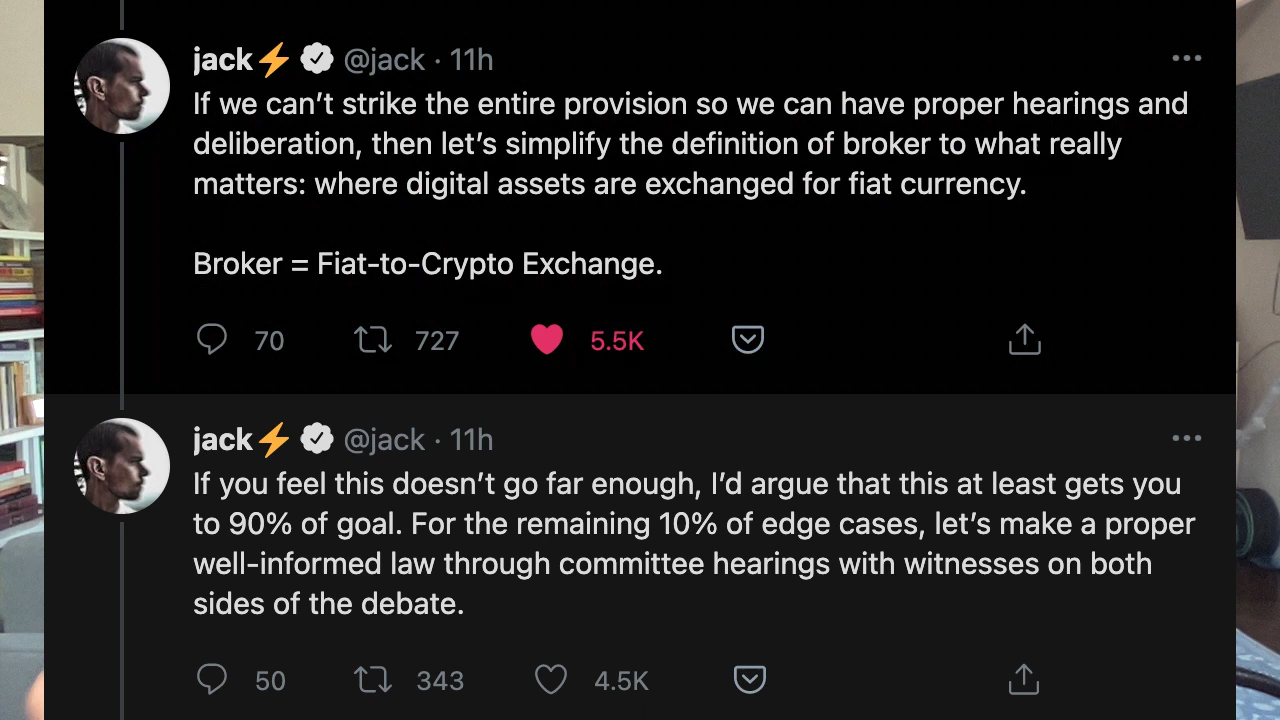 jack⚡ @jack · 11h
If we can’t strike the entire provision so we can have proper hearings and
deliberation, then let’s simplify the definition of broker to what really
matters: where digital assets are exchanged for fiat currency.
Broker = Fiat-to-Crypto Exchange.
70 727 5.5K
jack⚡ @jack · 11h
If you feel this doesn’t go far enough, I’d argue that this at least gets you
to 90% of goal. For the remaining 10% of edge cases, let’s make a proper
well-informed law through committee hearings with witnesses on both
sides of the debate.
50 343 4.5K